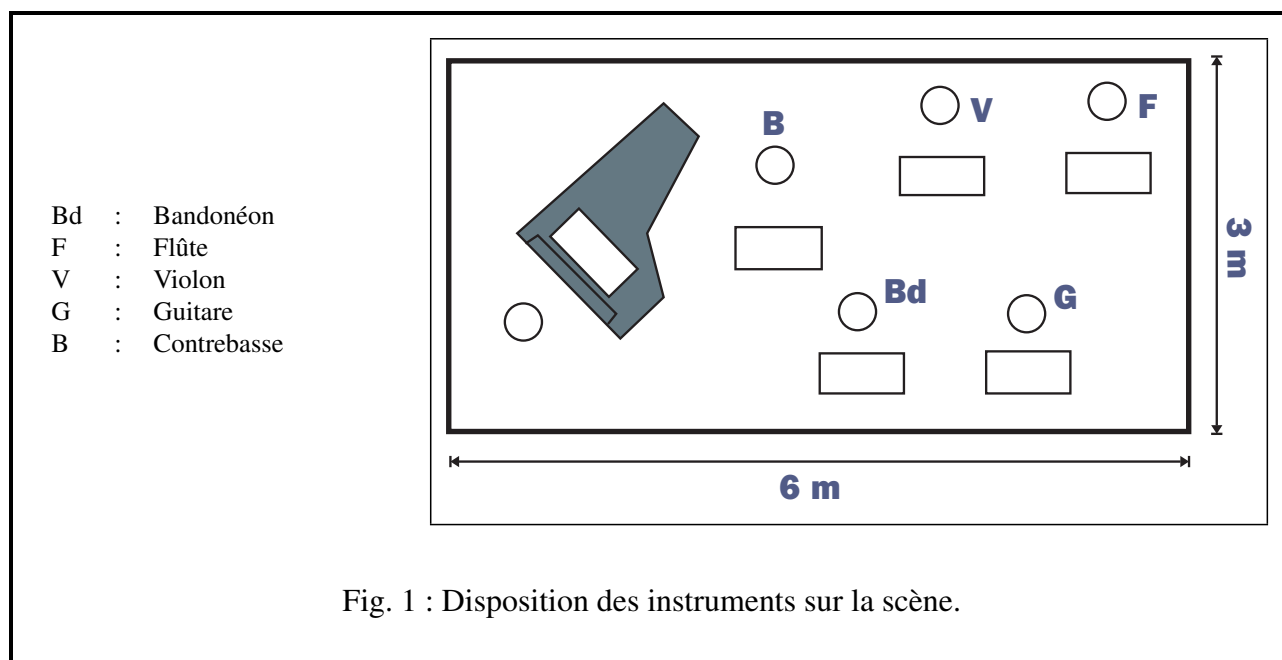 Bd : Bandonéon
F : Flûte
V : Violon
G : Guitare
B : Contrebasse
B
V
F
Bd
G
3 m
6 m
Fig. 1 : Disposition des instruments sur la scène.